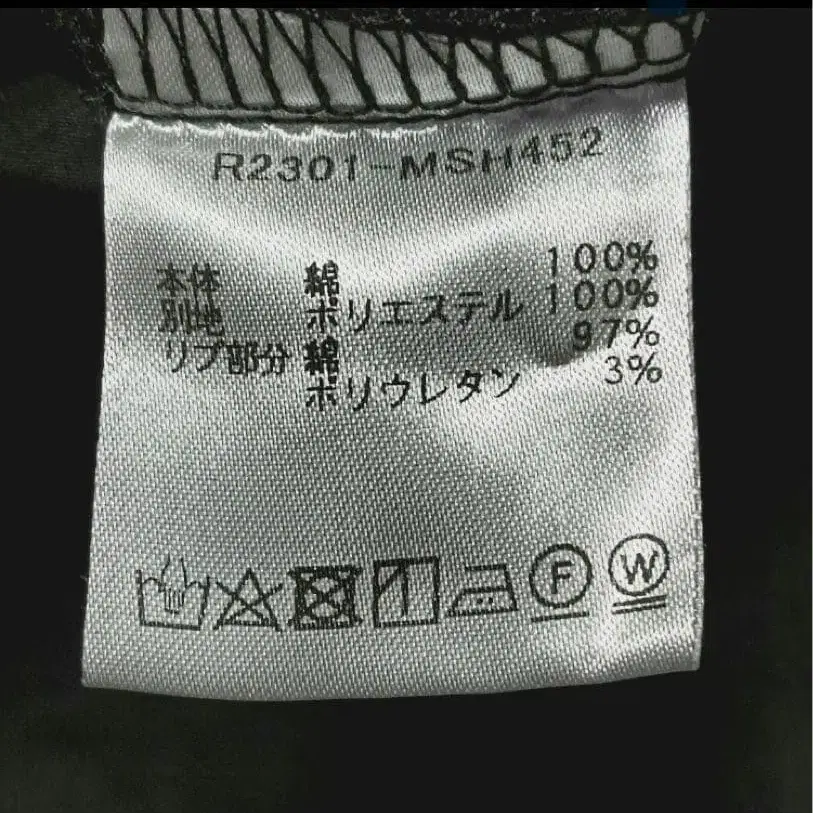 R2301-MSH452
本体 綿 100%
別地 ポリエステル 100%
リブ部分 綿 97%
ポリウレタン 3%
F W